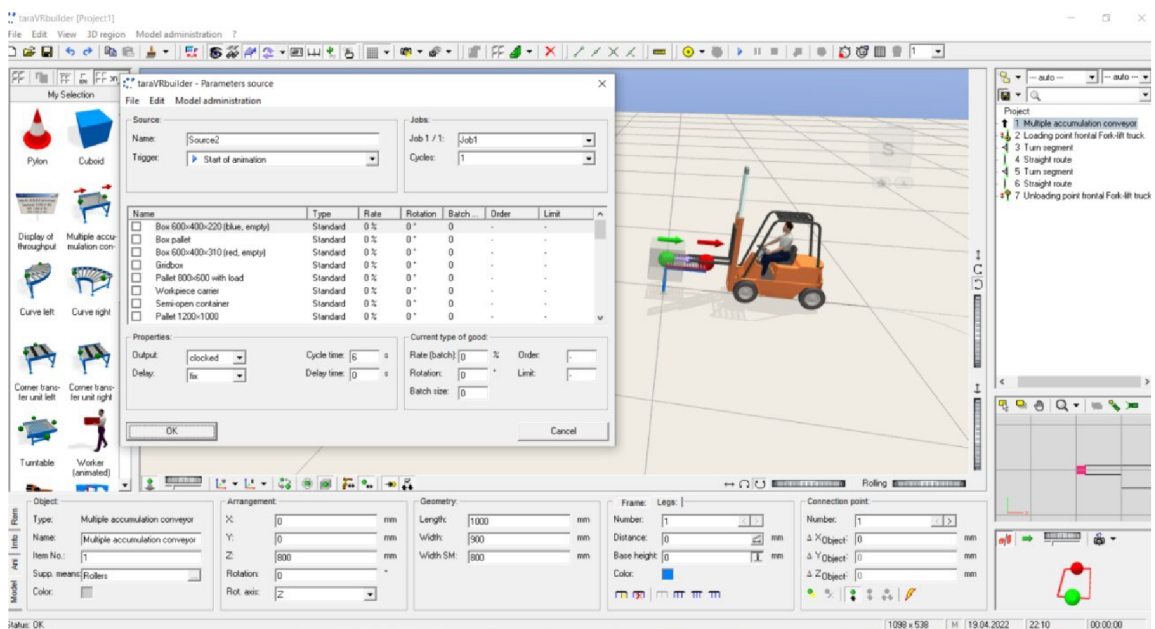 taraVRbuilder [Project1]
File Edit View 3D region Model administration ?
1
My Selection
Pylon Cuboid
Display of throughput
Multiple accu- mulation con-
Curve left Curve right
Corner trans- fer unit left
Corner trans- fer unit right
Turntable
Worker (animated)
taraVRbuilder - Parameters source
File Edit Model administration
Source:
Name: Source2
Trigger: Start of animation
Jobs:
Job 1 / 1: Job1
Cycles: 1
Name Type Rate Rotation Batch ... Order Limit
Box 600×400×220 (blue, empty) Standard 0 % 0 ° 0 - -
Box pallet Standard 0 % 0 ° 0 - -
Box 600×400×310 (red, empty) Standard 0 % 0 ° 0 - -
Gridbox Standard 0 % 0 ° 0 - -
Pallet 800×600 with load Standard 0 % 0 ° 0 - -
Workpiece carrier Standard 0 % 0 ° 0 - -
Semi-open container Standard 0 % 0 ° 0 - -
Pallet 1200×1000 Standard 0 % 0 ° 0 - -
Properties:
Output: clocked Cycle time: 6 s
Delay: fix Delay time: 0 s
Current type of good:
Rate (batch): 0 % Order: -
Rotation: 0 ° Limit: -
Batch size: 0
OK Cancel
S
Rolling
-- auto -- -- auto --
Project
1 Multiple accumulation conveyor
2 Loading point frontal Fork-lift truck
3 Turn segment
4 Straight route
5 Turn segment
6 Straight route
7 Unloading point frontal Fork-lift truck
Model Ani Info Ram
Object:
Type: Multiple accumulation conveyor
Name: Multiple accumulation conveyor
Item No.: 1
Supp. means: Rollers ...
Color:
Arrangement:
X: 0 mm
Y: 0 mm
Z: 800 mm
Rotation: 0 °
Rot. axis: Z
Geometry:
Length: 1000 mm
Width: 900 mm
Width SM: 800 mm
Frame: Legs:
Number: 1
Distance: 0 mm
Base height: 0 mm
Color:
Connection point:
Number: 1
Δ XObject: 0 mm
Δ YObject: 0 mm
Δ ZObject: 0 mm
Status: OK
1098 x 538 M 19.04.2022 22:10 00:00:00